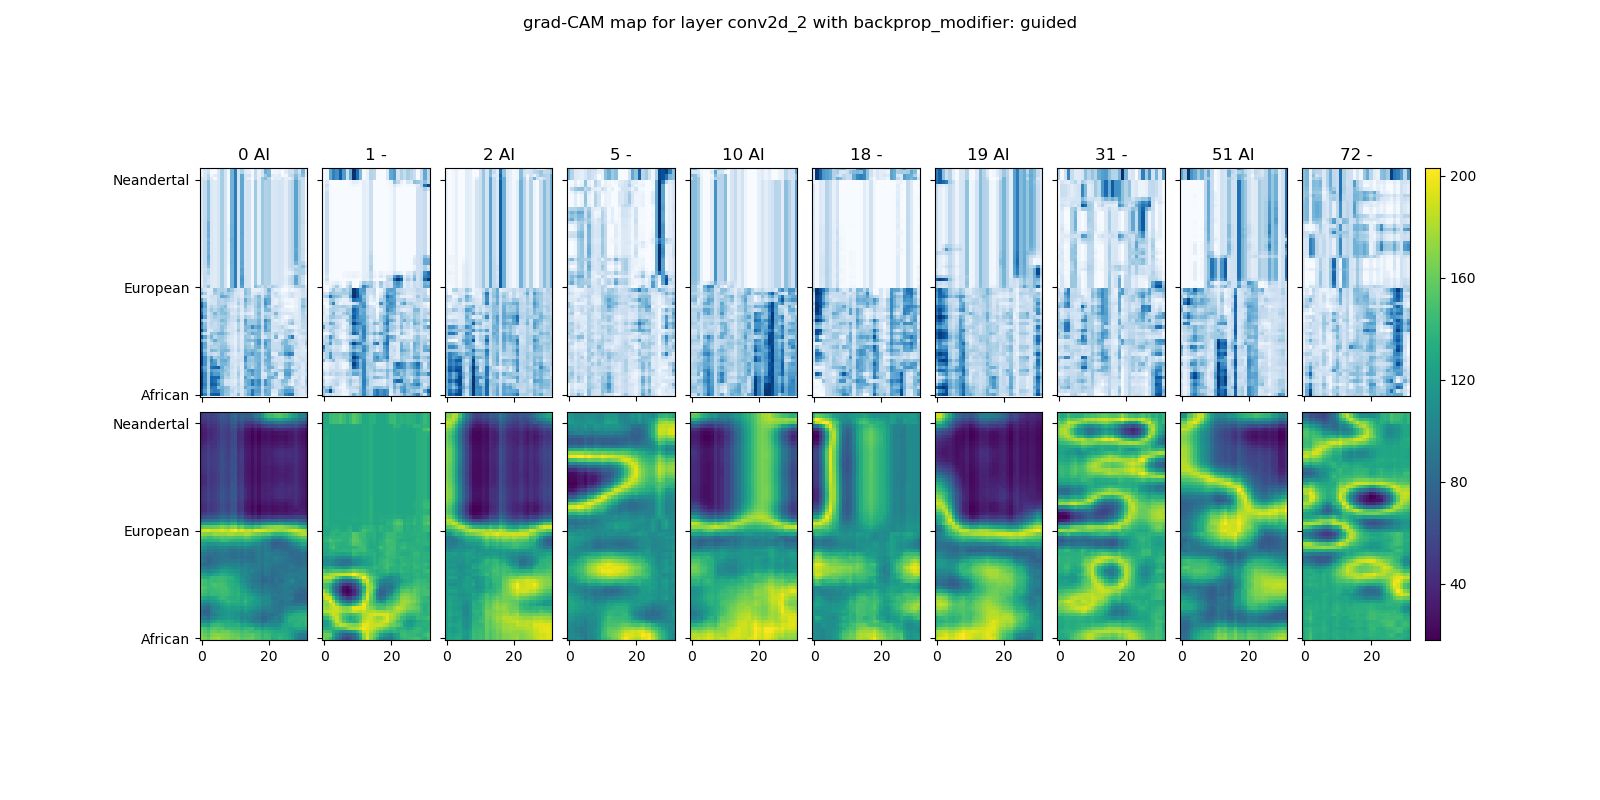 grad-CAM map for layer conv2d_2 with backprop_modifier: guided
0 AI 1 - 2 AI 5 - 10 AI 18 - 19 AI 31 - 51 AI 72 -
Neandertal
European
African
Neandertal
European
African
0 20 0 20 0 20 0 20 0 20 0 20 0 20 0 20 0 20 0 20
200
160
120
80
40